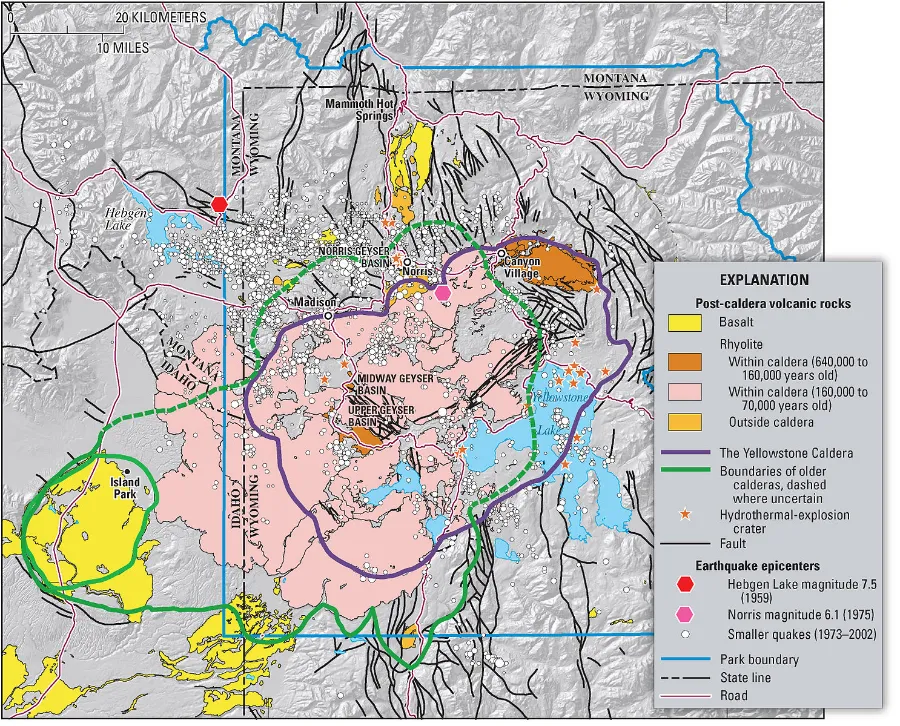 0
20 KILOMETERS
10 MILES
MONTANA
WYOMING
Mammoth Hot
Springs
MONTANA
WYOMING
Hebgen
Lake
NORRIS GEYSER
BASIN
Norris
Canyon
Village
Madison
MONTANA
IDAHO
MIDWAY GEYSER
BASIN
UPPER GEYSER
BASIN
Yellowstone
Lake
Island
Park
IDAHO
WYOMING
EXPLANATION
Post-caldera volcanic rocks
Basalt
Rhyolite
Within caldera (640,000 to
160,000 years old)
Within caldera (160,000 to
70,000 years old)
Outside caldera
The Yellowstone Caldera
Boundaries of older
calderas, dashed
where uncertain
Hydrothermal-explosion
crater
Fault
Earthquake epicenters
Hebgen Lake magnitude 7.5
(1959)
Norris magnitude 6.1 (1975)
Smaller quakes (1973–2002)
Park boundary
State line
Road